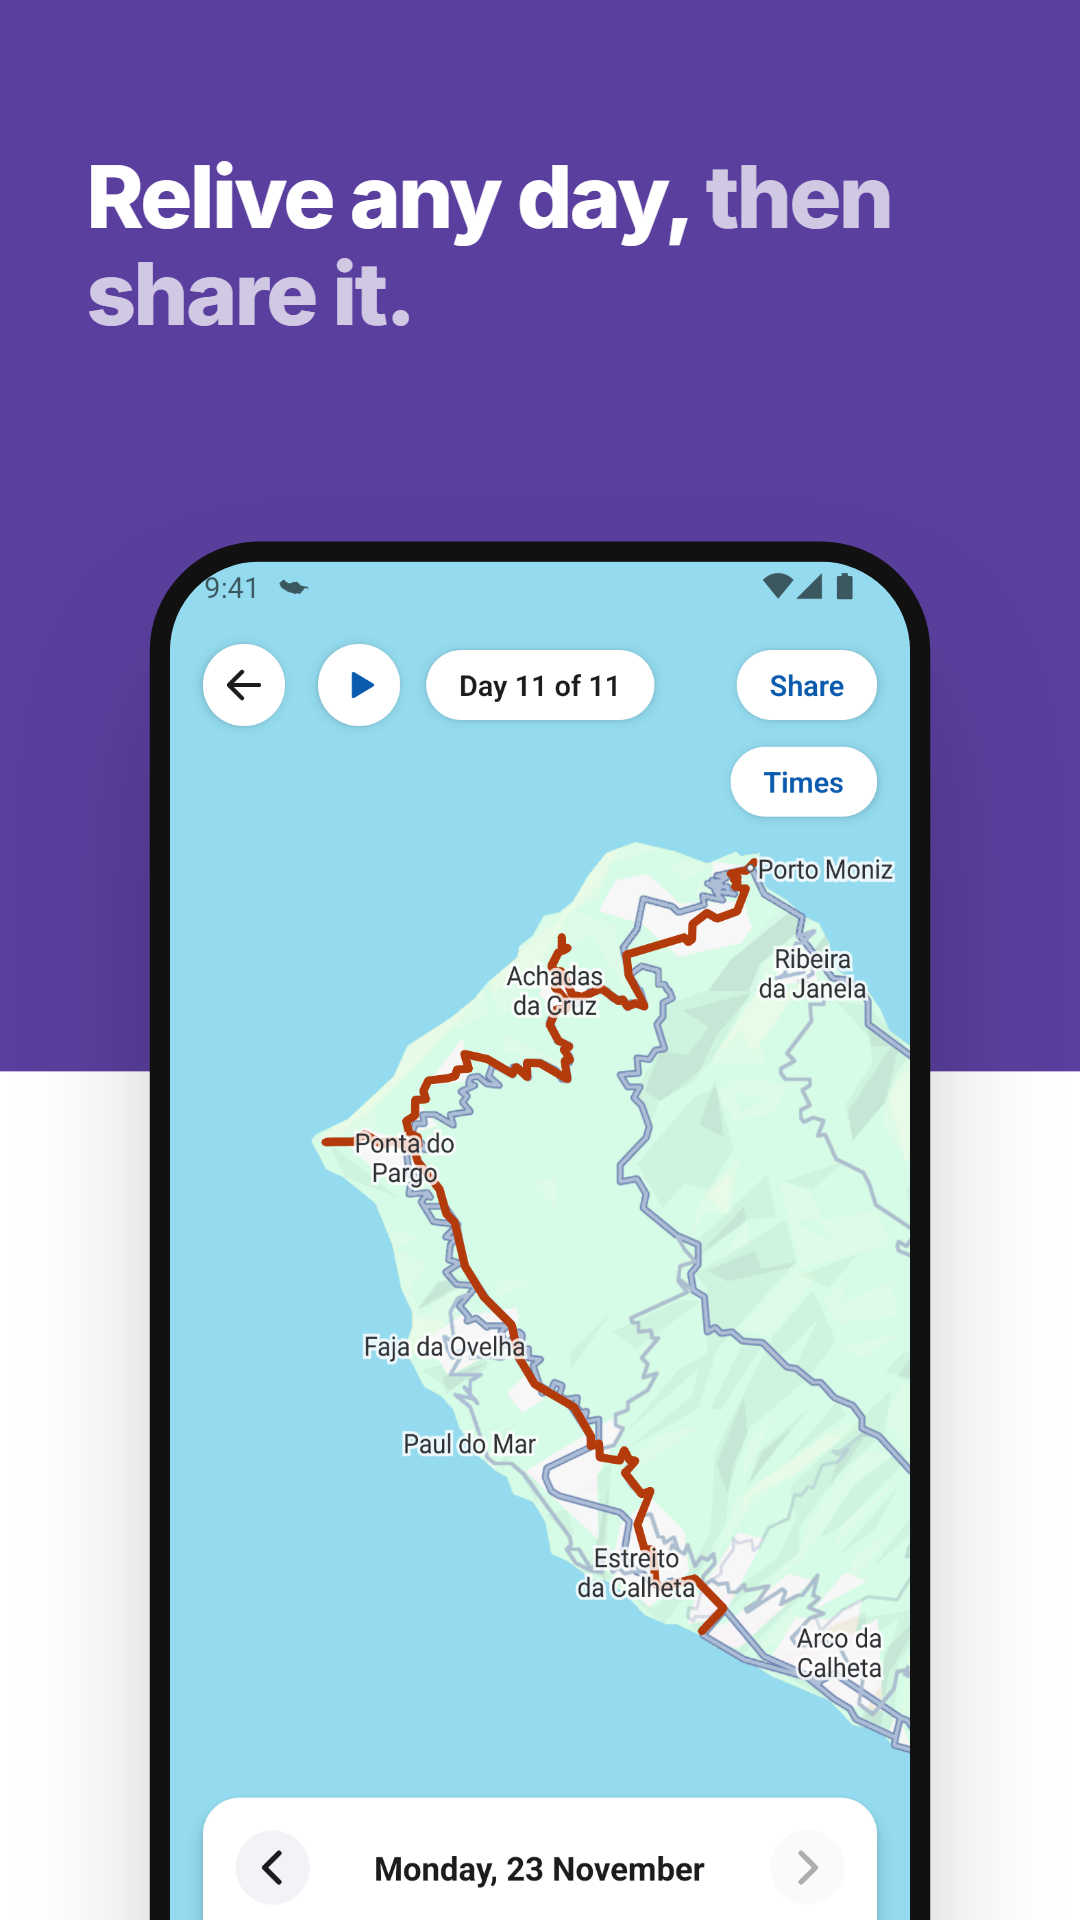 Relive any day, then
share it.
9:41
Day 11 of 11
Share
Times
Porto Moniz
Ribeira
da Janela
Achadas
da Cruz
Ponta do
Pargo
Faja da Ovelha
Paul do Mar
Estreito
da Calheta
Arco da
Calheta
Monday, 23 November